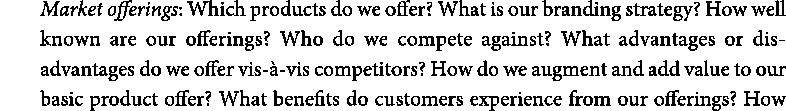 Market offerings: Which products do we offer? What is our branding strategy? How well
known are our offerings? Who do we compete against? What advantages or dis-
advantages do we offer vis-à-vis competitors? How do we augment and add value to our
basic product offer? What benefits do customers experience from our offerings? How